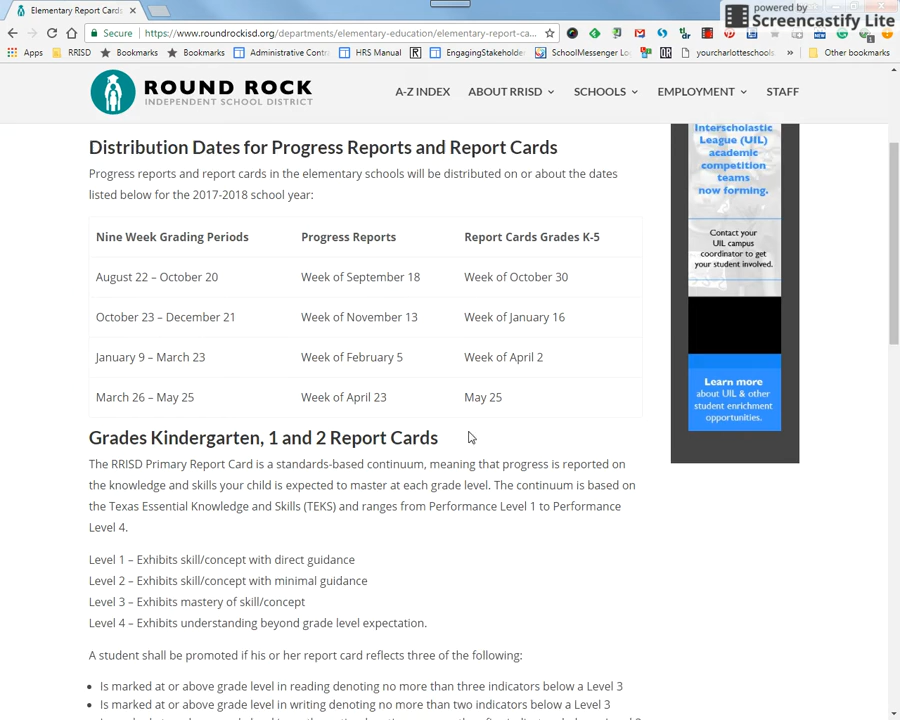 Elementary Report Cards
powered by
Screencastify Lite
Secure
https://www.roundrockisd.org/departments/elementary-education/elementary-report-ca...
Apps RRISD Bookmarks Bookmarks Administrative Contr HRS Manual EngagingStakeholde SchoolMessenger Lo yourcharlotteschools » Other bookmarks
ROUND ROCK
INDEPENDENT SCHOOL DISTRICT
A-Z INDEX ABOUT RRISD SCHOOLS EMPLOYMENT STAFF
Distribution Dates for Progress Reports and Report Cards
Progress reports and report cards in the elementary schools will be distributed on or about the dates
listed below for the 2017-2018 school year:
Nine Week Grading Periods Progress Reports Report Cards Grades K-5
August 22 – October 20 Week of September 18 Week of October 30
October 23 – December 21 Week of November 13 Week of January 16
January 9 – March 23 Week of February 5 Week of April 2
March 26 – May 25 Week of April 23 May 25
Grades Kindergarten, 1 and 2 Report Cards
The RRISD Primary Report Card is a standards-based continuum, meaning that progress is reported on
the knowledge and skills your child is expected to master at each grade level. The continuum is based on
the Texas Essential Knowledge and Skills (TEKS) and ranges from Performance Level 1 to Performance
Level 4.
Level 1 – Exhibits skill/concept with direct guidance
Level 2 – Exhibits skill/concept with minimal guidance
Level 3 – Exhibits mastery of skill/concept
Level 4 – Exhibits understanding beyond grade level expectation.
A student shall be promoted if his or her report card reflects three of the following:
• Is marked at or above grade level in reading denoting no more than three indicators below a Level 3
• Is marked at or above grade level in writing denoting no more than two indicators below a Level 3
Interscholastic
League (UIL)
academic
competition
teams
now forming.
Contact your
UIL campus
coordinator to get
your student involved.
Learn more
about UIL & other
student enrichment
opportunities.